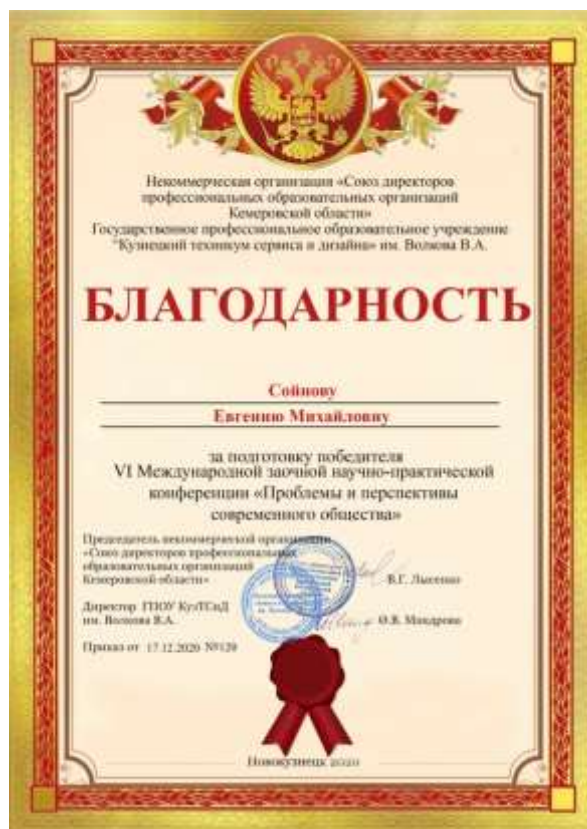 Некоммерческая организация «Союз директоров
профессиональных образовательных организаций
Кемеровской области»
Государственное профессиональное образовательное учреждение
"Кузнецкий техникум сервиса и дизайна» им. Волкова В.А.
БЛАГОДАРНОСТЬ
Сойнову
Евгению Михайловичу
за подготовку победителя
VI Международной заочной научно-практической
конференции «Проблемы и перспективы
современного общества»
Председатель некоммерческой организации
«Союз директоров профессиональных
образовательных организаций
Кемеровской области»
В.Г. Лысенко
Директор ГПОУ КузТСиД
им. Волкова В.А.
О.В. Мандрова
Приказ от 17.12.2020 №120
Новокузнецк 2020